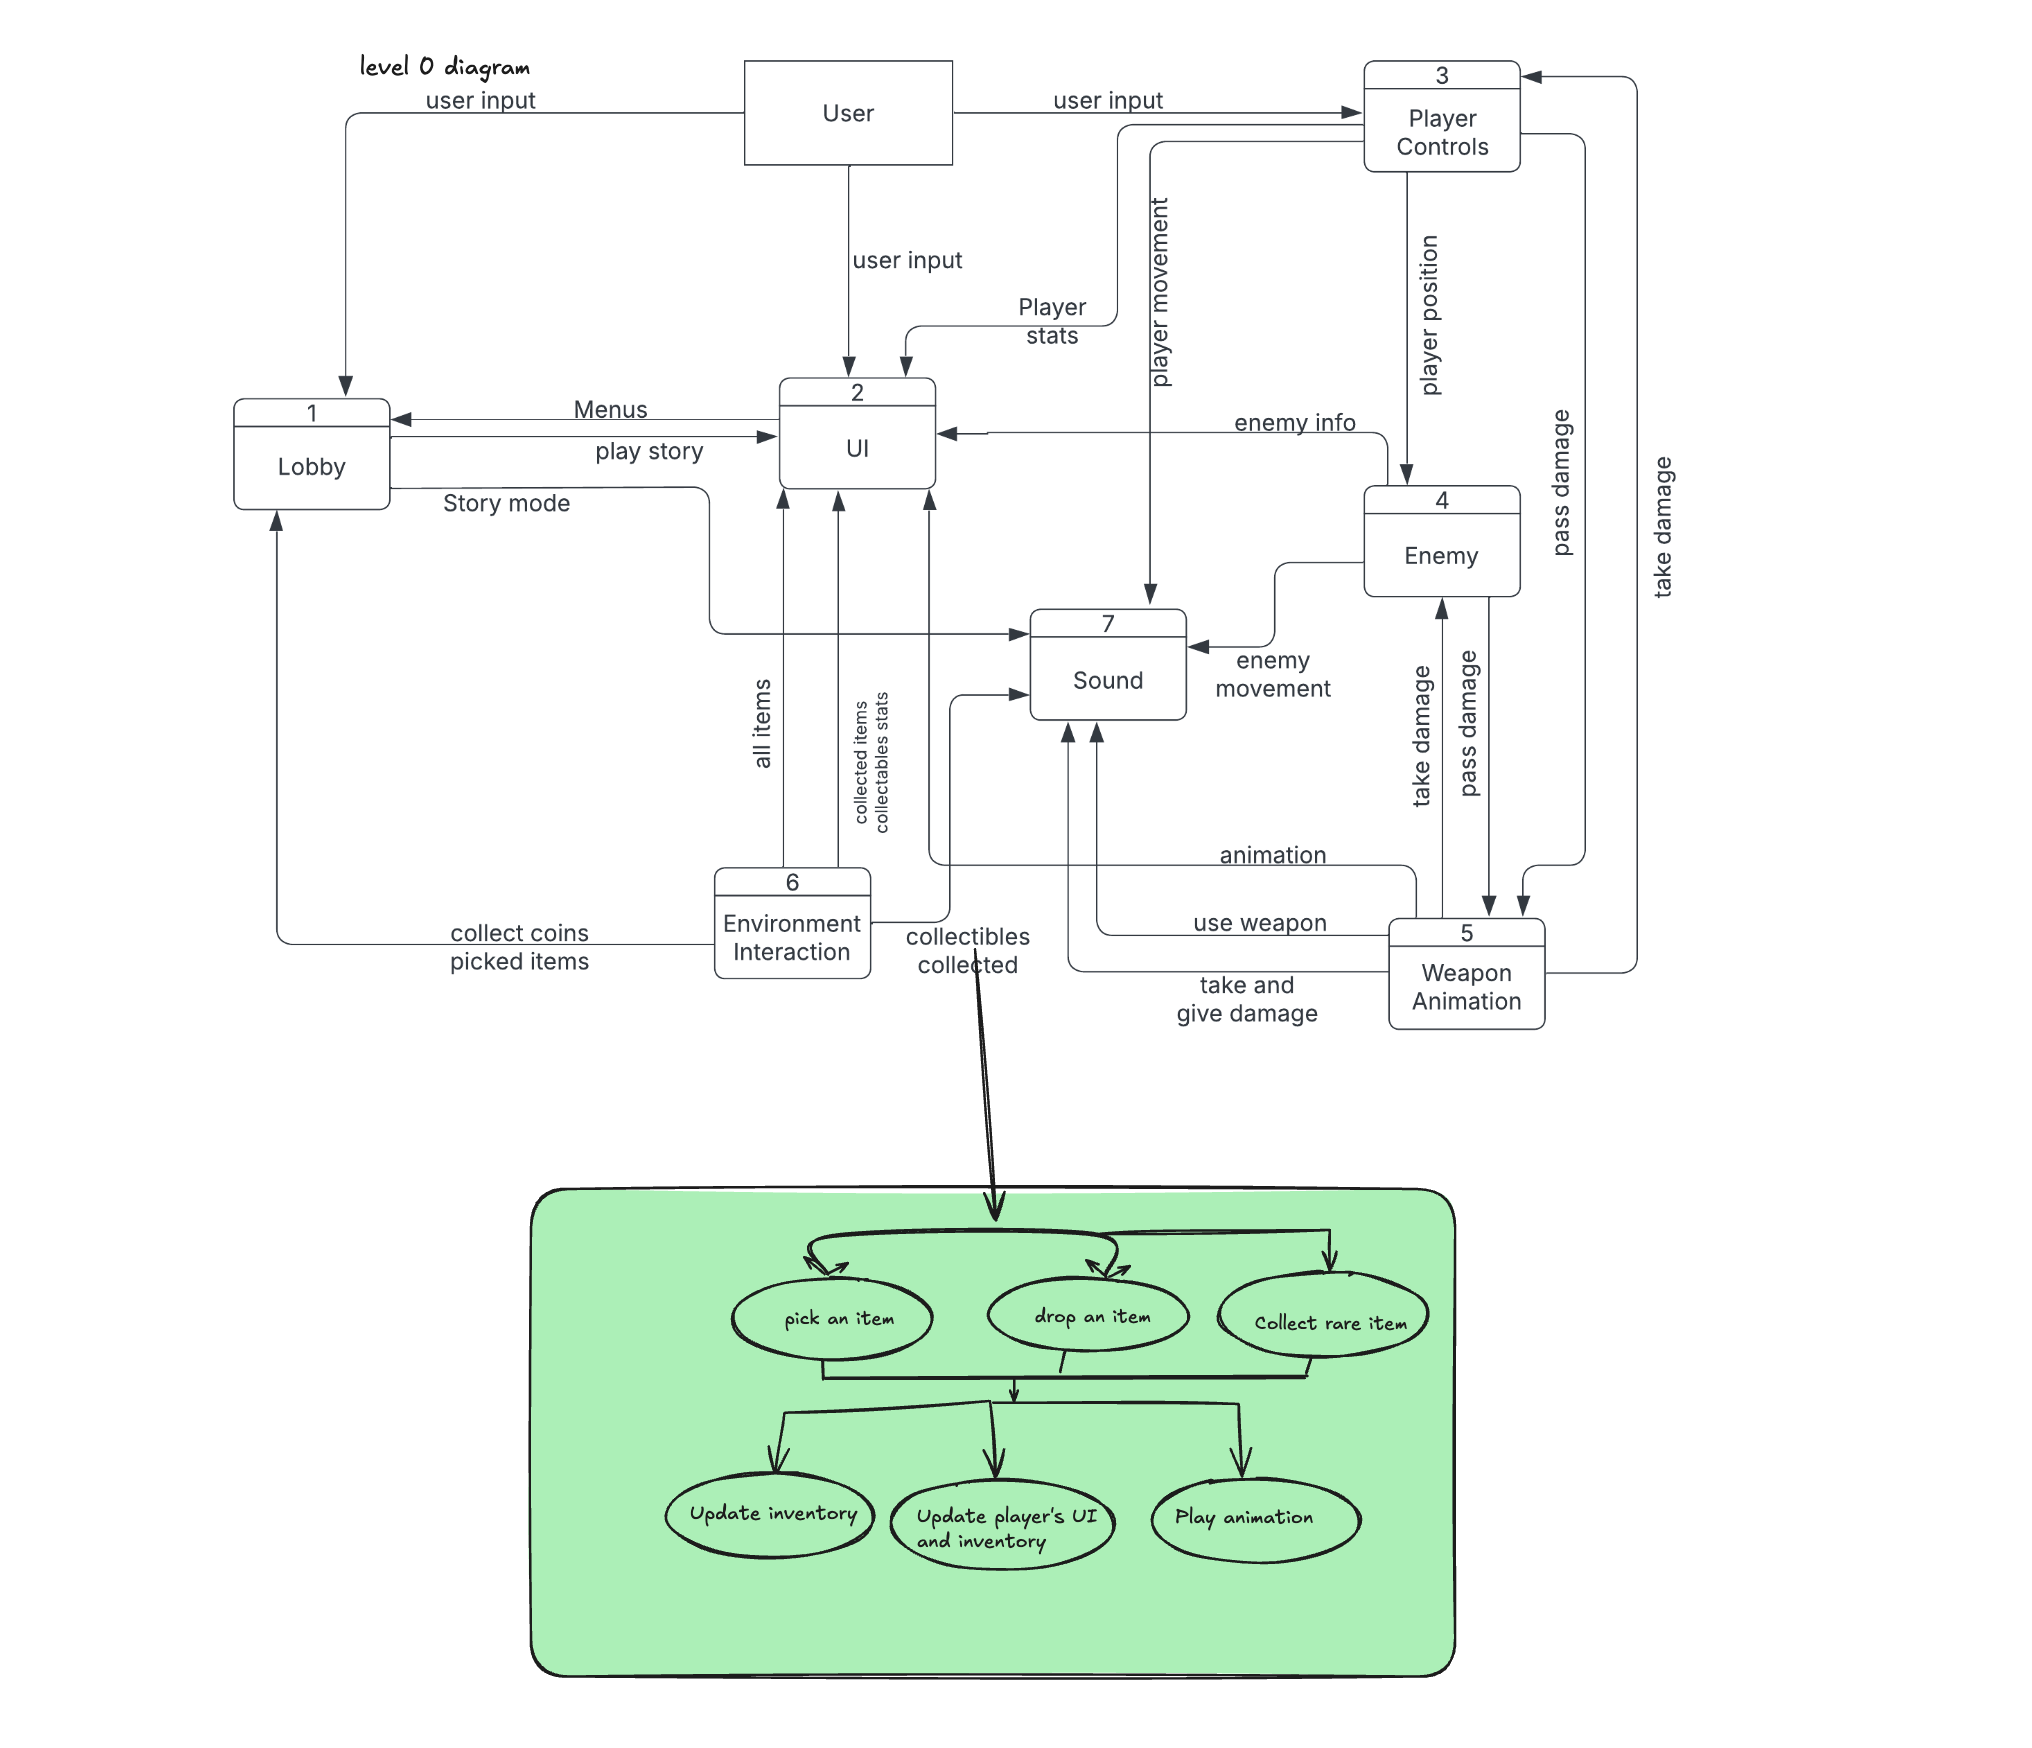 level 0 diagram
user input
User
user input
3
Player
Controls
user input
Player
stats
player movement
player position
pass damage
take damage
1
Lobby
Menus
play story
Story mode
2
UI
enemy info
4
Enemy
7
Sound
enemy
movement
all items
collected items
collectables stats
take damage
pass damage
animation
6
Environment
Interaction
collect coins
picked items
collectibles
collected
use weapon
take and
give damage
5
Weapon
Animation
pick an item
drop an item
Collect rare item
Update inventory
Update player's UI
and inventory
Play animation